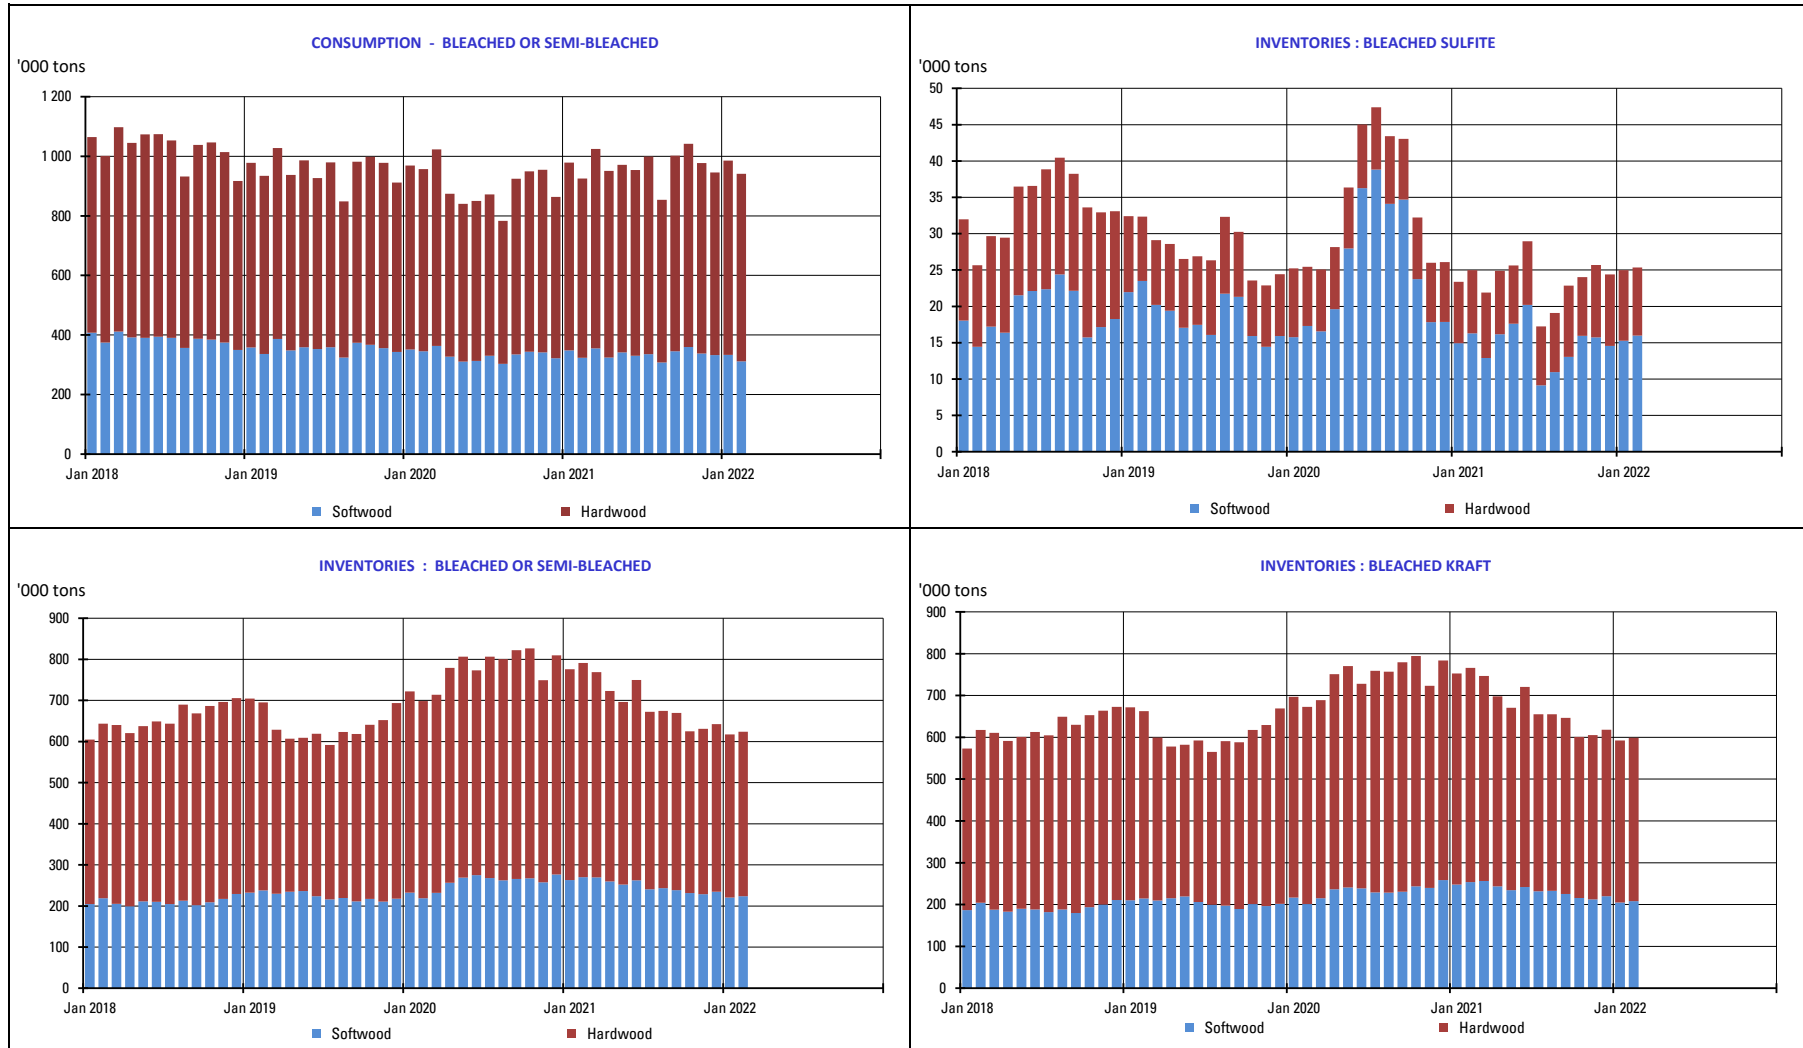 CONSUMPTION - BLEACHED OR SEMI-BLEACHED
'000 tons
1 200
1 000
800
600
400
200
0
Jan 2018 Jan 2019 Jan 2020 Jan 2021 Jan 2022
Softwood Hardwood
INVENTORIES : BLEACHED SULFITE
'000 tons
50
45
40
35
30
25
20
15
10
5
0
Jan 2018 Jan 2019 Jan 2020 Jan 2021 Jan 2022
Softwood Hardwood
INVENTORIES : BLEACHED OR SEMI-BLEACHED
'000 tons
900
800
700
600
500
400
300
200
100
0
Jan 2018 Jan 2019 Jan 2020 Jan 2021 Jan 2022
Softwood Hardwood
INVENTORIES : BLEACHED KRAFT
'000 tons
900
800
700
600
500
400
300
200
100
0
Jan 2018 Jan 2019 Jan 2020 Jan 2021 Jan 2022
Softwood Hardwood